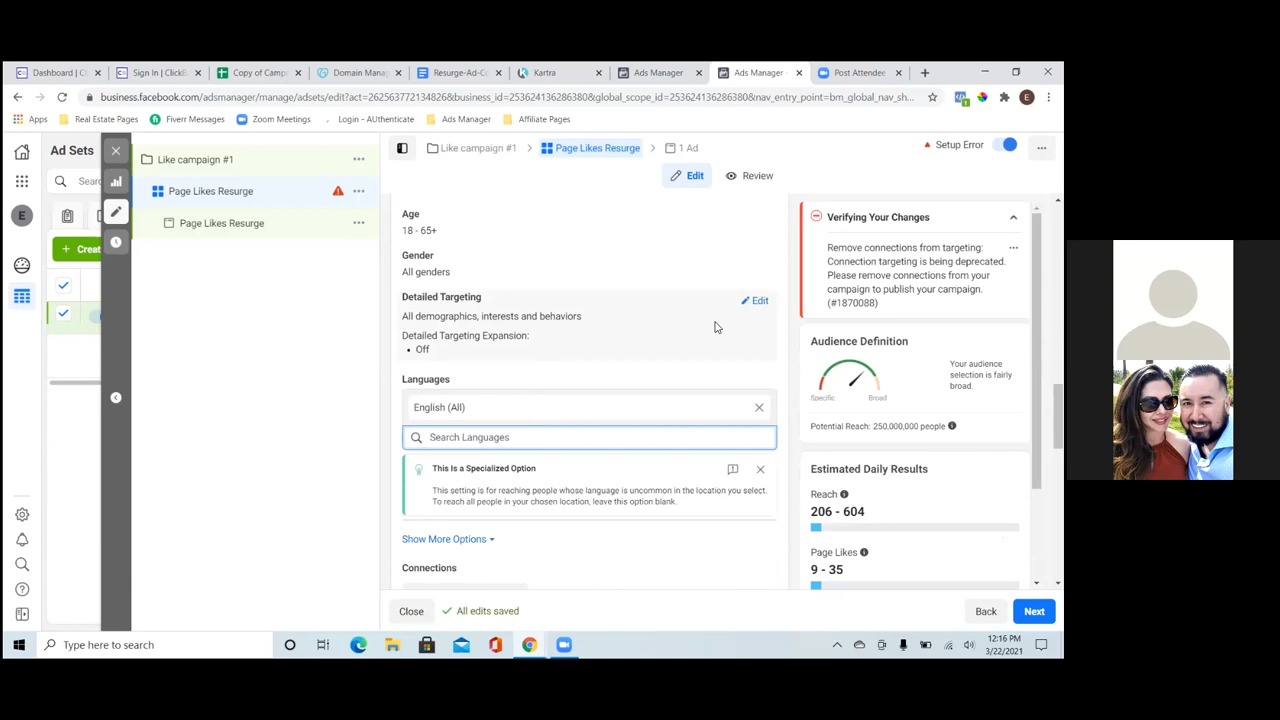 Dashboard | Cl
Sign In | ClickB
Copy of Camp
Domain Mana
Resurge-Ad-Co
Kartra
Ads Manager
Ads Manager -
Post Attendee
business.facebook.com/adsmanager/manage/adsets/edit?act=262563772134826&business_id=253624136286380&global_scope_id=253624136286380&nav_entry_point=bm_global_nav_sh...
E
Apps
Real Estate Pages
Fiverr Messages
Zoom Meetings
Login - AUthenticate
Ads Manager
Affiliate Pages
Ad Sets
Sear
E
+ Creat
Like campaign #1
Page Likes Resurge
Page Likes Resurge
Like campaign #1 > Page Likes Resurge > 1 Ad
Setup Error
Edit
Review
Age
18 - 65+
Gender
All genders
Detailed Targeting
Edit
All demographics, interests and behaviors
Detailed Targeting Expansion:
• Off
Languages
English (All)
Search Languages
This Is a Specialized Option
This setting is for reaching people whose language is uncommon in the location you select.
To reach all people in your chosen location, leave this option blank.
Show More Options
Connections
Verifying Your Changes
Remove connections from targeting:
Connection targeting is being deprecated.
Please remove connections from your
campaign to publish your campaign.
(#1870088)
Audience Definition
Specific
Broad
Your audience
selection is fairly
broad.
Potential Reach: 250,000,000 people
Estimated Daily Results
Reach
206 - 604
Page Likes
9 - 35
Close
All edits saved
Back
Next
Type here to search
12:16 PM
3/22/2021